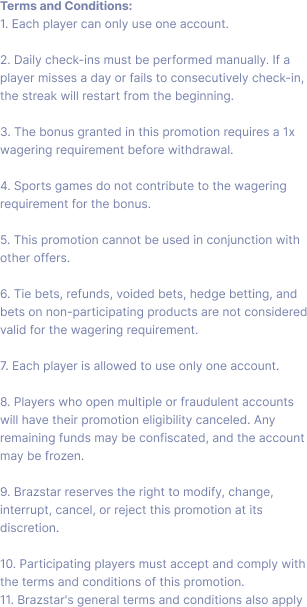 Terms and Conditions:
1. Each player can only use one account.
2. Daily check-ins must be performed manually. If a
player misses a day or fails to consecutively check-in,
the streak will restart from the beginning.
3. The bonus granted in this promotion requires a 1x
wagering requirement before withdrawal.
4. Sports games do not contribute to the wagering
requirement for the bonus.
5. This promotion cannot be used in conjunction with
other offers.
6. Tie bets, refunds, voided bets, hedge betting, and
bets on non-participating products are not considered
valid for the wagering requirement.
7. Each player is allowed to use only one account.
8. Players who open multiple or fraudulent accounts
will have their promotion eligibility canceled. Any
remaining funds may be confiscated, and the account
may be frozen.
9. Brazstar reserves the right to modify, change,
interrupt, cancel, or reject this promotion at its
discretion.
10. Participating players must accept and comply with
the terms and conditions of this promotion.
11. Brazstar's general terms and conditions also apply